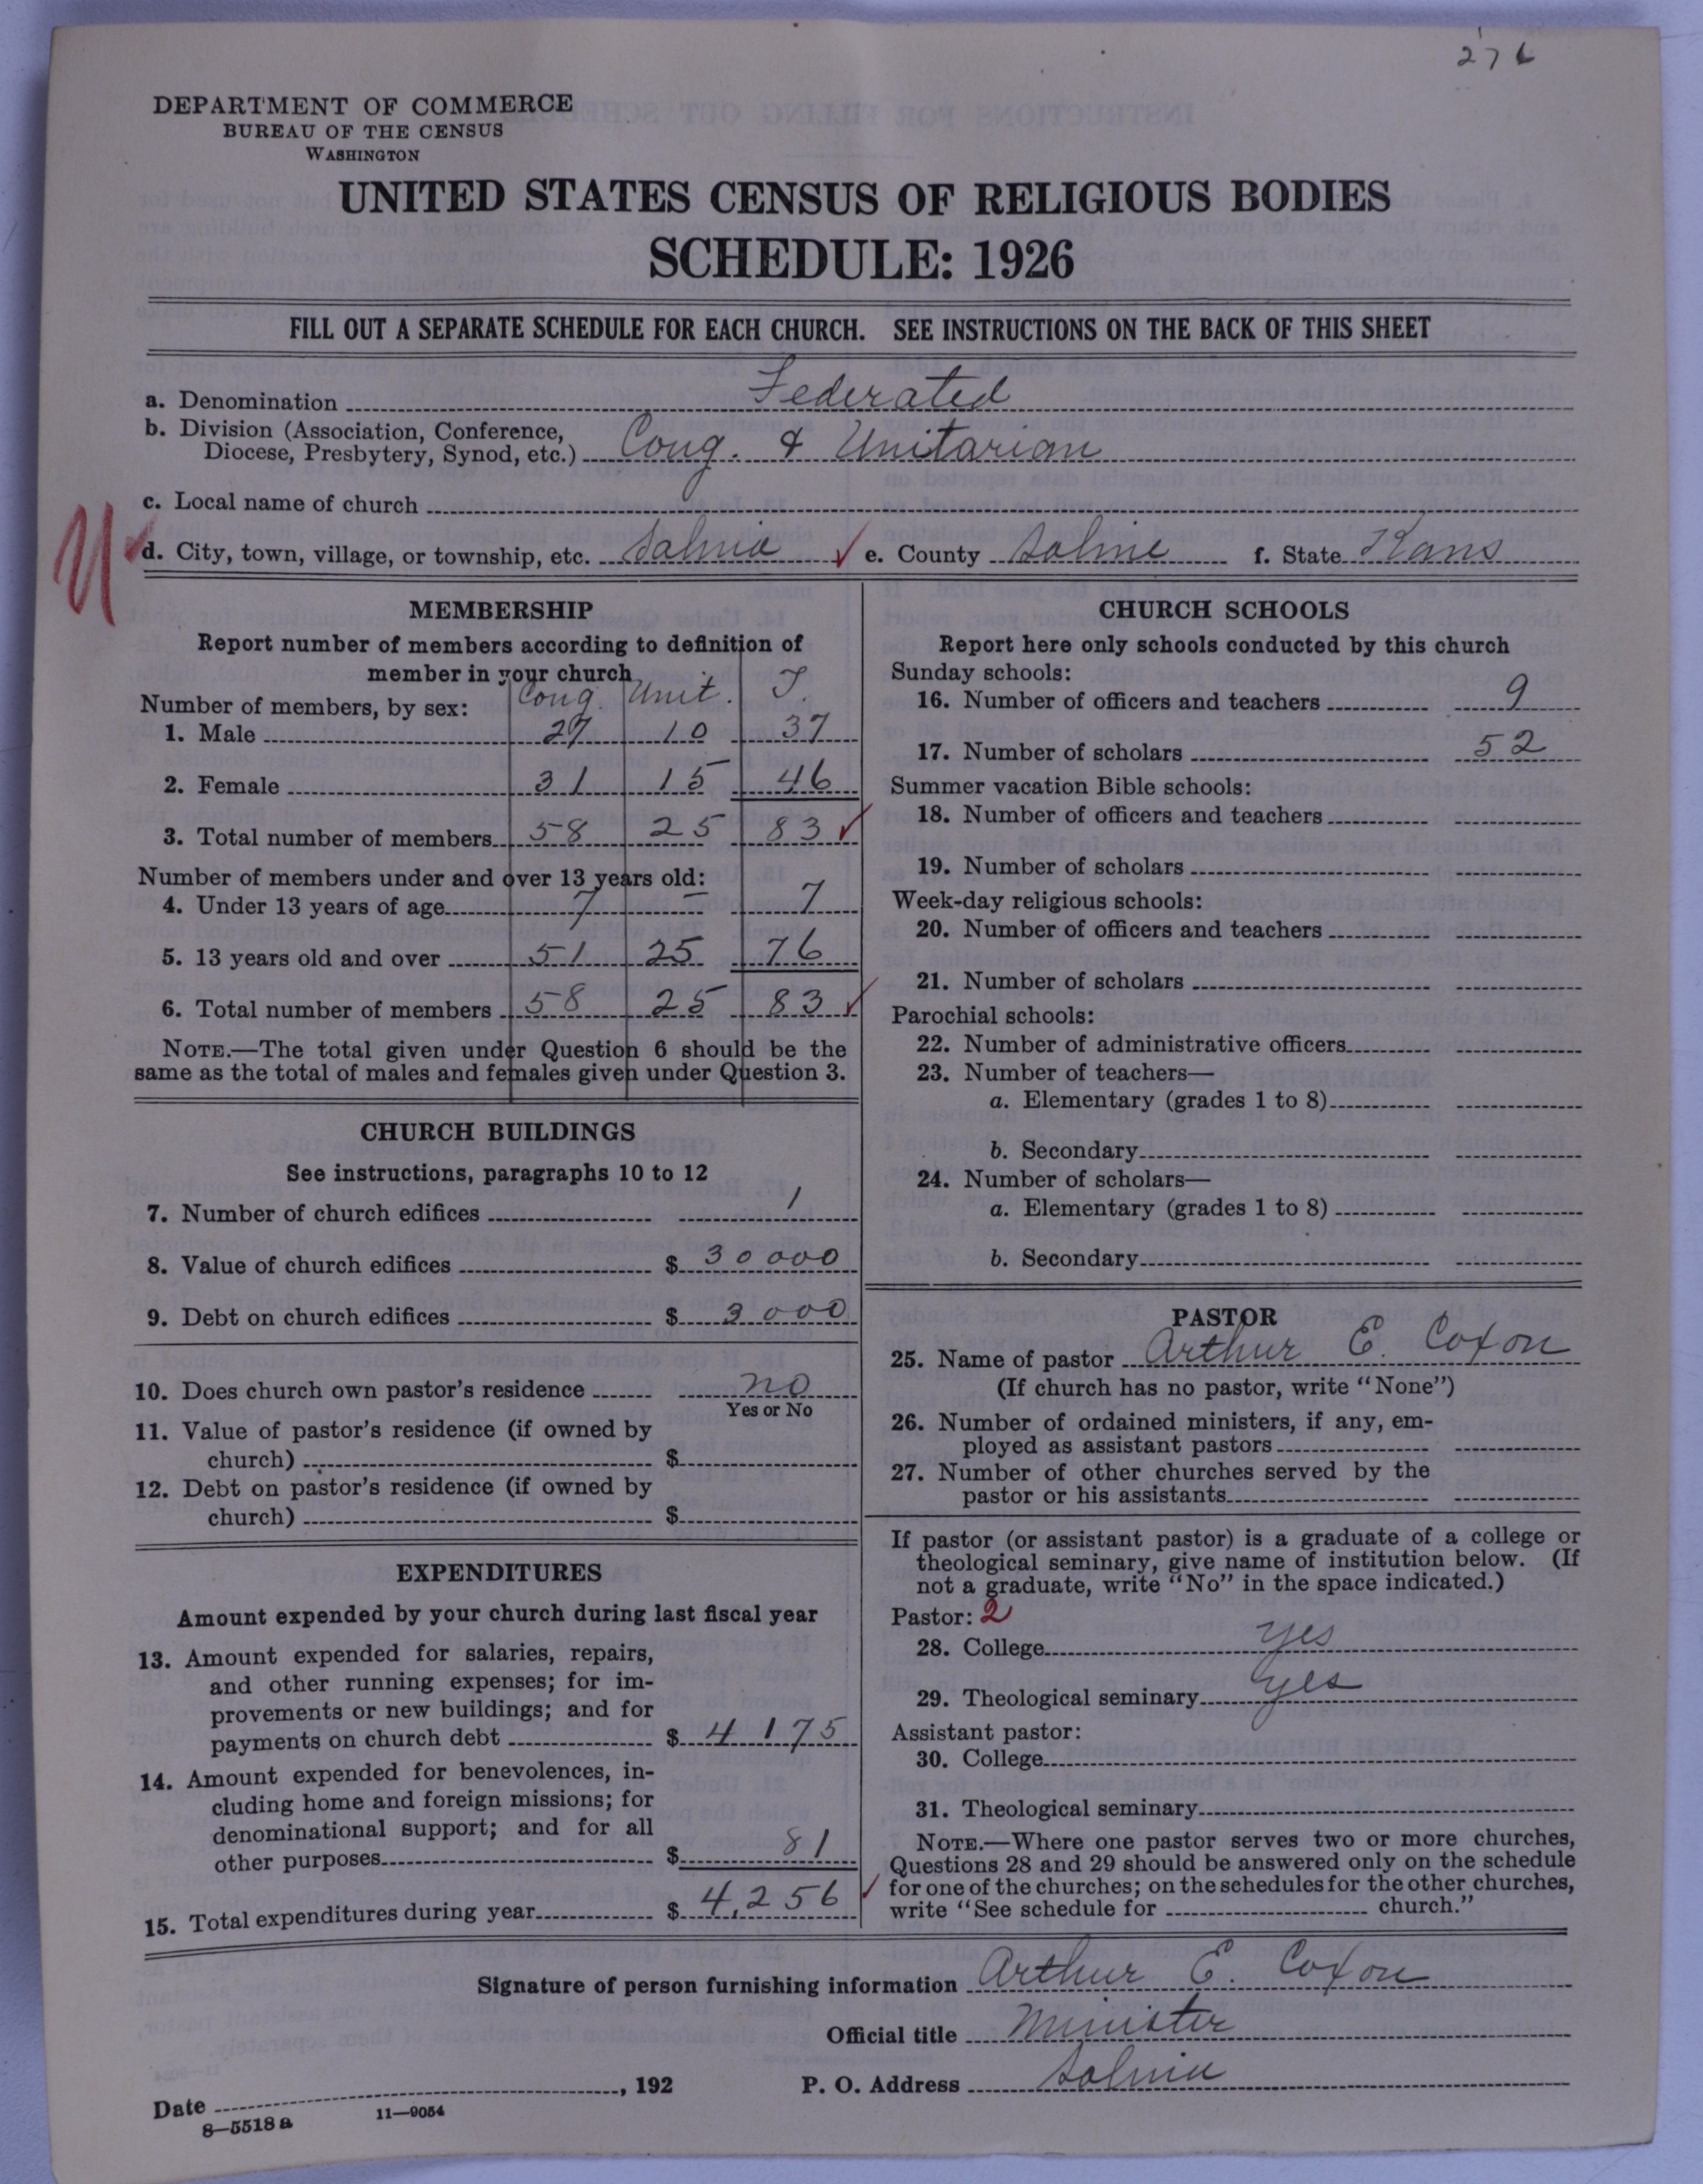 276
DEPARTMENT OF COMMERCE
BUREAU OF THE CENSUS
WASHINGTON
UNITED STATES CENSUS OF RELIGIOUS BODIES
SCHEDULE: 1926
FILL OUT A SEPARATE SCHEDULE FOR EACH CHURCH. SEE INSTRUCTIONS ON THE BACK OF THIS SHEET
a. Denomination Federated
b. Division (Association, Conference,
Diocese, Presbytery, Synod, etc.) Cong. & Unitarian
c. Local name of church
d. City, town, village, or township, etc. Salina e. County Saline f. State Kans
MEMBERSHIP
Report number of members according to definition of
member in your church
Cong. Unit. T.
Number of members, by sex:
1. Male 27 10 37
2. Female 31 15 46
3. Total number of members 58 25 83
Number of members under and over 13 years old:
4. Under 13 years of age 7 — 7
5. 13 years old and over 51 25 76
6. Total number of members 58 25 83
NOTE.—The total given under Question 6 should be the
same as the total of males and females given under Question 3.
CHURCH BUILDINGS
See instructions, paragraphs 10 to 12
7. Number of church edifices 1
8. Value of church edifices $ 30000
9. Debt on church edifices $ 3000
10. Does church own pastor's residence no
Yes or No
11. Value of pastor's residence (if owned by
church) $
12. Debt on pastor's residence (if owned by
church) $
EXPENDITURES
Amount expended by your church during last fiscal year
13. Amount expended for salaries, repairs,
and other running expenses; for im-
provements or new buildings; and for
payments on church debt $ 4175
14. Amount expended for benevolences, in-
cluding home and foreign missions; for
denominational support; and for all
other purposes $ 81
15. Total expenditures during year $ 4,256
CHURCH SCHOOLS
Report here only schools conducted by this church
Sunday schools:
16. Number of officers and teachers 9
17. Number of scholars 52
Summer vacation Bible schools:
18. Number of officers and teachers
19. Number of scholars
Week-day religious schools:
20. Number of officers and teachers
21. Number of scholars
Parochial schools:
22. Number of administrative officers
23. Number of teachers—
a. Elementary (grades 1 to 8)
b. Secondary
24. Number of scholars—
a. Elementary (grades 1 to 8)
b. Secondary
PASTOR
25. Name of pastor Arthur E. Coxon
(If church has no pastor, write "None")
26. Number of ordained ministers, if any, em-
ployed as assistant pastors
27. Number of other churches served by the
pastor or his assistants
If pastor (or assistant pastor) is a graduate of a college or
theological seminary, give name of institution below. (If
not a graduate, write "No" in the space indicated.)
Pastor: 2
28. College yes
29. Theological seminary yes
Assistant pastor:
30. College
31. Theological seminary
NOTE.—Where one pastor serves two or more churches,
Questions 28 and 29 should be answered only on the schedule
for one of the churches; on the schedules for the other churches,
write "See schedule for church."
Signature of person furnishing information Arthur E. Coxon
Official title Minister
Date , 192 P. O. Address Salina
8—5518a 11—9054